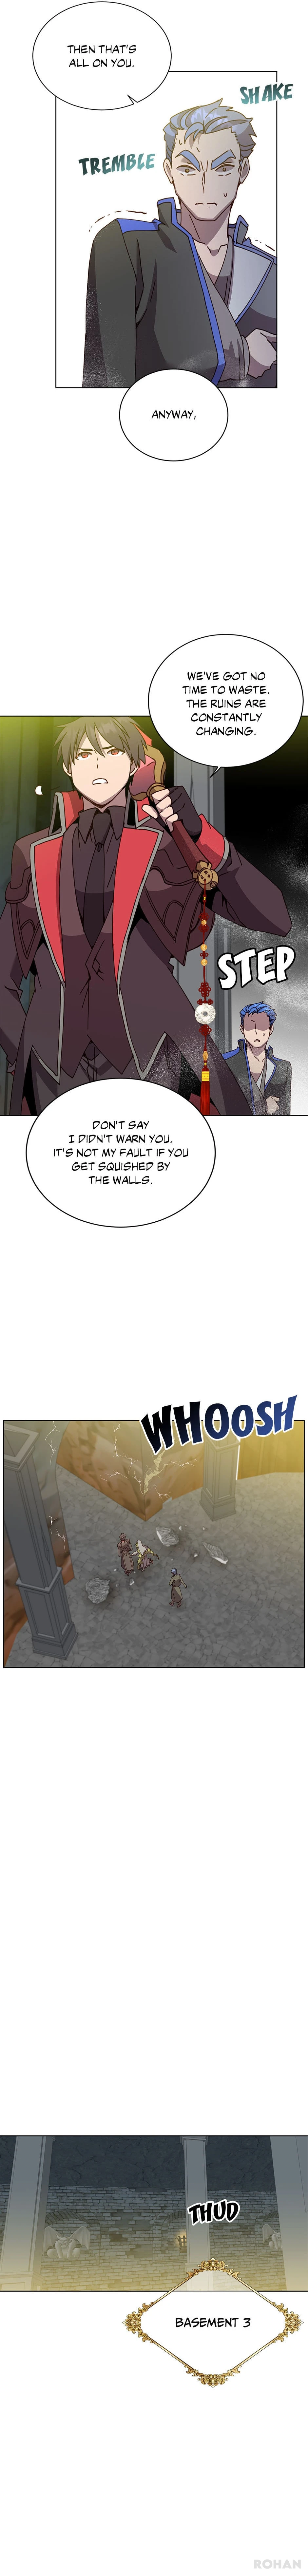 THEN THAT'S
ALL ON YOU.
SHAKE
TREMBLE
ANYWAY,
WE'VE GOT NO
TIME TO WASTE.
THE RUINS ARE
CONSTANTLY
CHANGING.
STEP
DON'T SAY
I DIDN'T WARN YOU.
IT'S NOT MY FAULT IF YOU
GET SQUISHED BY
THE WALLS.
WHOOSH
THUD
BASEMENT 3
ROHAN